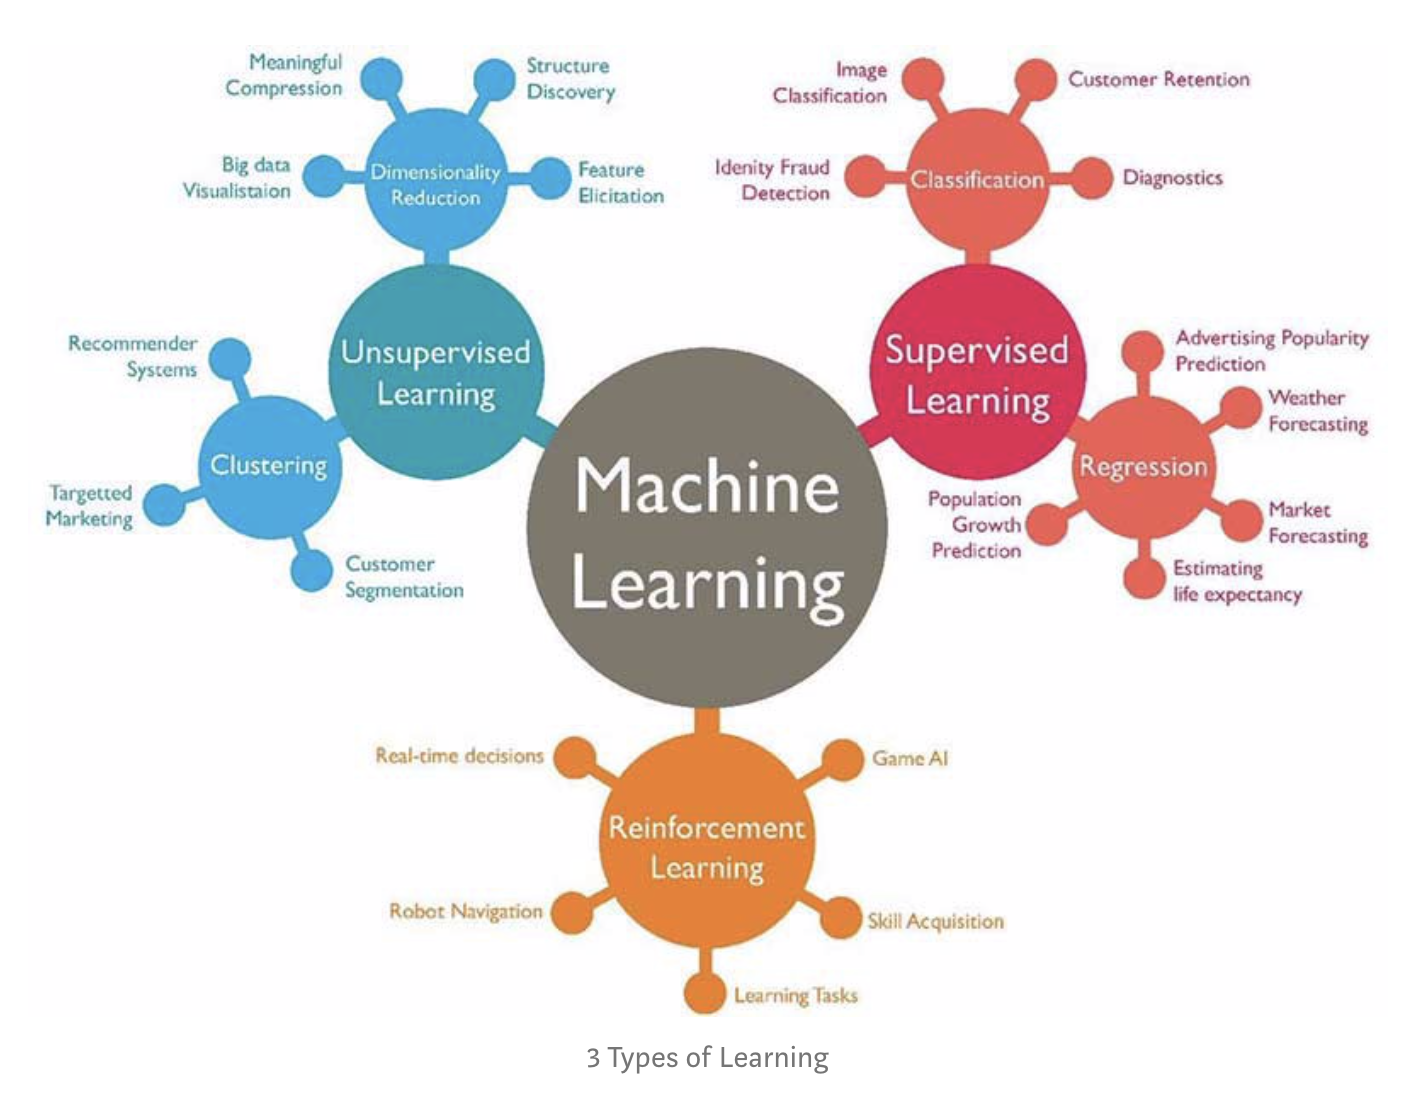 Meaningful
Compression
Structure
Discovery
Big data
Visualistaion
Dimensionality
Reduction
Feature
Elicitation
Image
Classification
Customer Retention
Idenity Fraud
Detection
Classification
Diagnostics
Unsupervised
Learning
Supervised
Learning
Recommender
Systems
Clustering
Targetted
Marketing
Customer
Segmentation
Advertising Popularity
Prediction
Weather
Forecasting
Regression
Population
Growth
Prediction
Market
Forecasting
Estimating
life expectancy
Machine
Learning
Real-time decisions
Game AI
Reinforcement
Learning
Robot Navigation
Skill Acquisition
Learning Tasks
3 Types of Learning